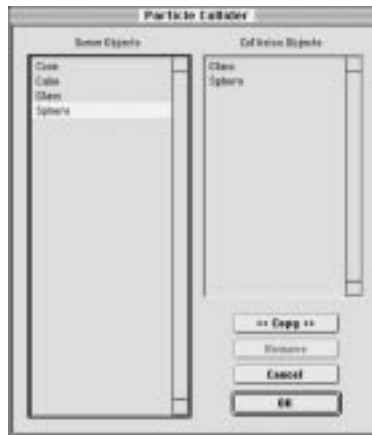 Particle Collider
Scene Objects
Collision Objects
Cone
Cube
Glass
Sphere
Glass
Sphere
>> Copy >>
Remove
Cancel
OK